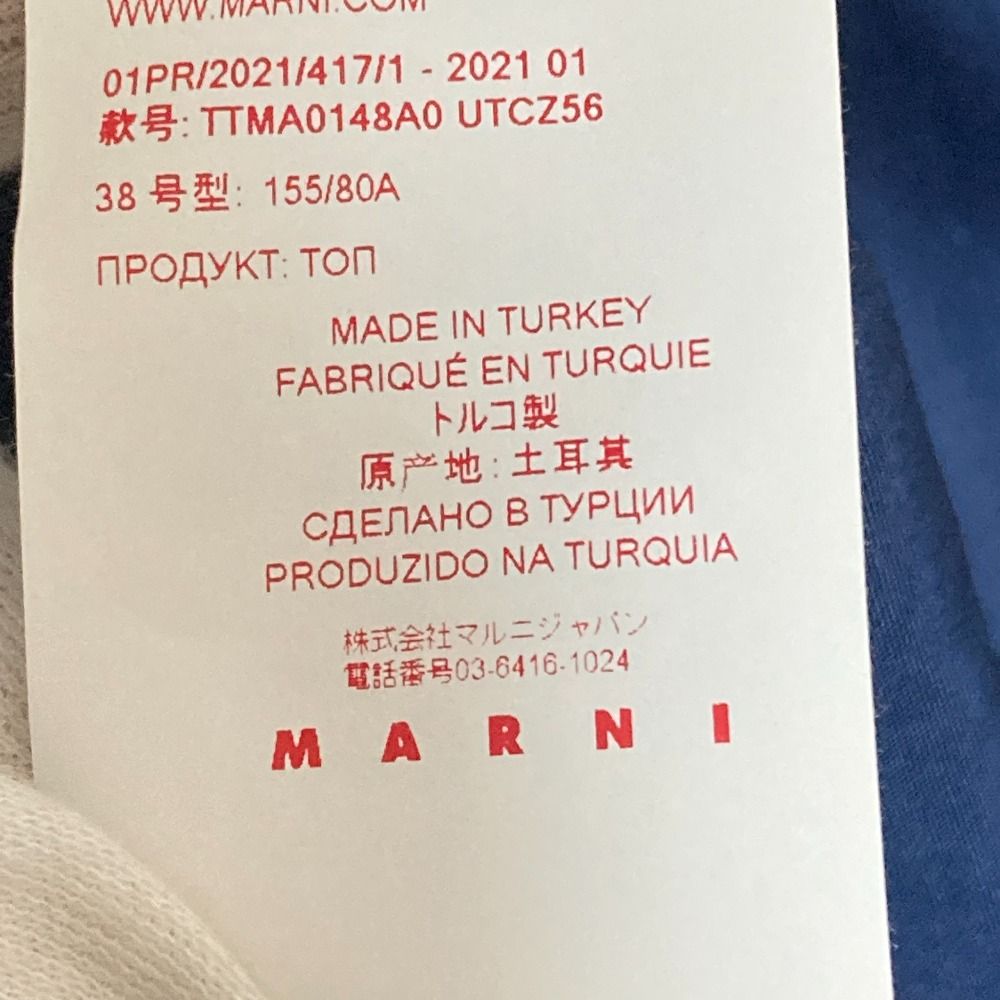 WWW.MARNI.COM
01PR/2021/417/1 - 2021 01
款号: TTMA0148A0 UTCZ56
38 号型: 155/80A
ПРОДУКТ: ТОП
MADE IN TURKEY
FABRIQUÉ EN TURQUIE
トルコ製
原产地: 土耳其
СДЕЛАНО В ТУРЦИИ
PRODUZIDO NA TURQUIA
株式会社マルニジャパン
電話番号03-6416-1024
MARNI